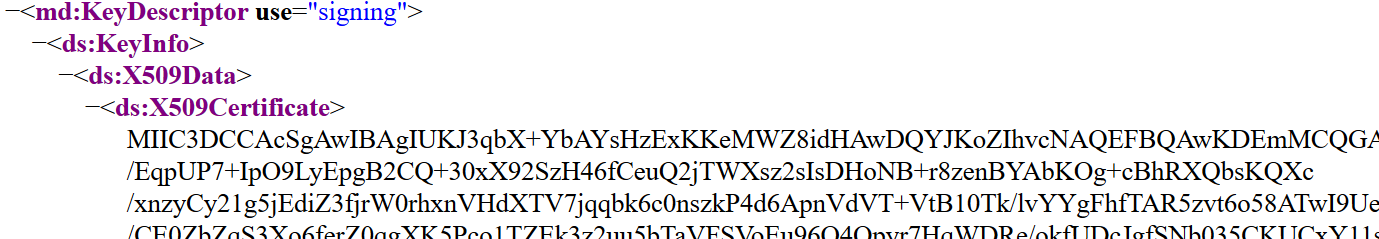 −<md:KeyDescriptor use="signing">
−<ds:KeyInfo>
−<ds:X509Data>
−<ds:X509Certificate>
MIIC3DCCAcSgAwIBAgIUKJ3qbX+YbAYsHzExKKeMWZ8idHAwDQYJKoZIhvcNAQEFBQAwKDEmMCQGA
/EqpUP7+IpO9LyEpgB2CQ+30xX92SzH46fCeuQ2jTWXsz2sIsDHoNB+r8zenBYAbKOg+cBhRXQbsKQXc
/xnzyCy21g5jEdiZ3fjrW0rhxnVHdXTV7jqqbk6c0nszkP4d6ApnVdVT+VtB10Tk/lvYYgFhfTAR5zvt6o58ATwI9Ue